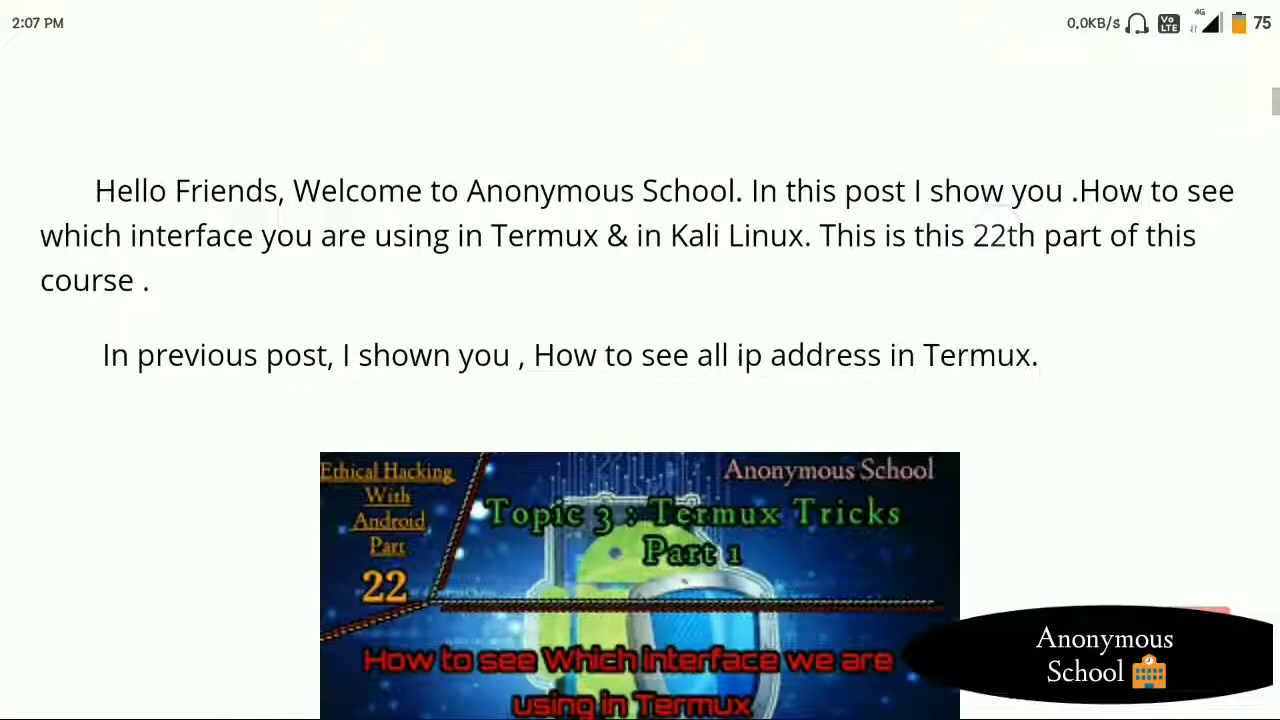 2:07 PM
0.0KB/s
Vo LTE
4G
75
Hello Friends, Welcome to Anonymous School. In this post I show you .How to see
which interface you are using in Termux & in Kali Linux. This is this 22th part of this
course .
In previous post, I shown you , How to see all ip address in Termux.
Ethical Hacking
With
Android
Part
22
Anonymous School
Topic 3 : Termux Tricks
Part 1
How to see Which interface we are
using in Termux
Anonymous
School